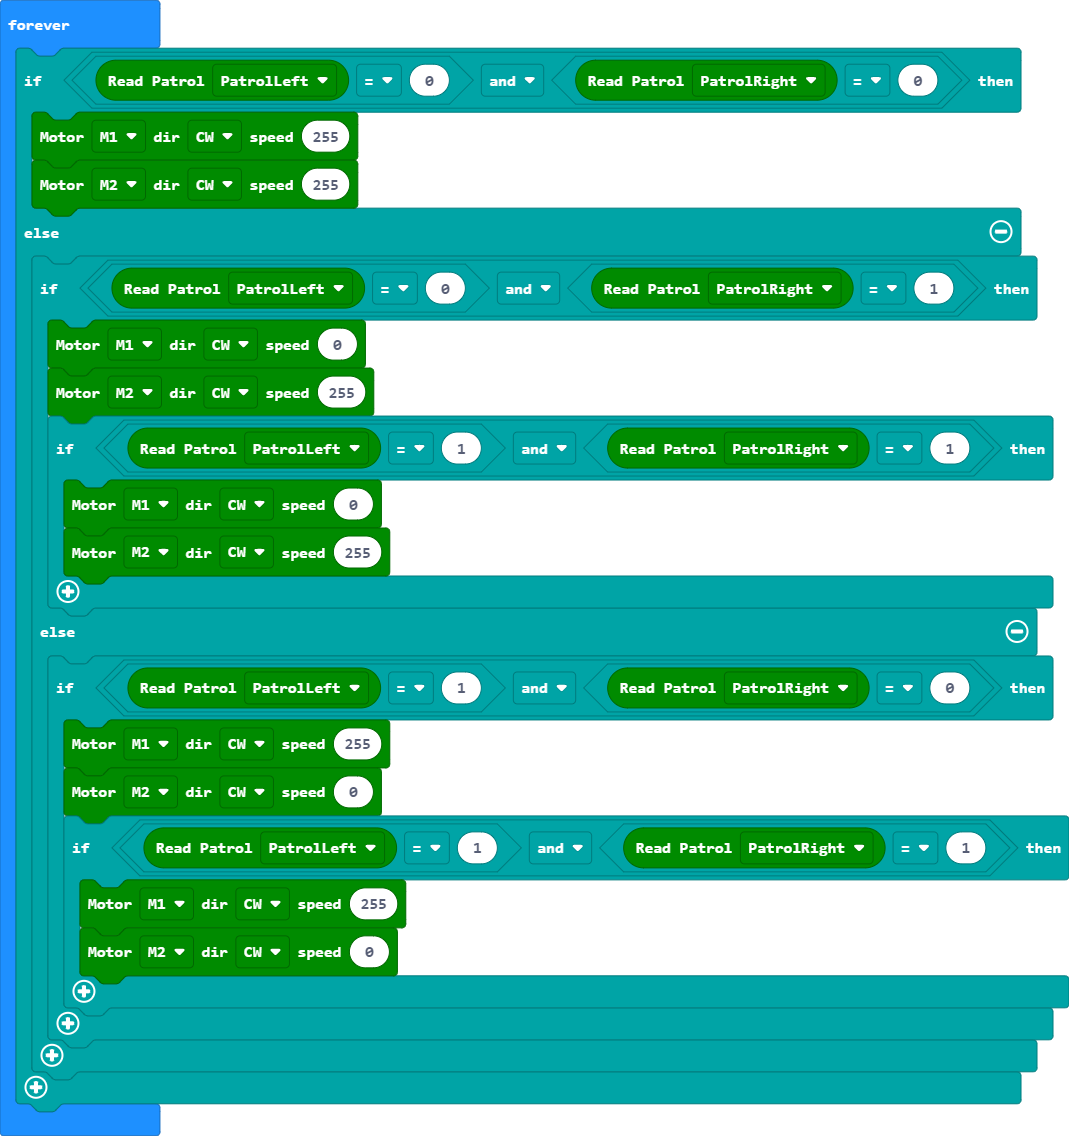 forever
if Read Patrol PatrolLeft = 0 and Read Patrol PatrolRight = 0 then
Motor M1 dir CW speed 255
Motor M2 dir CW speed 255
else
if Read Patrol PatrolLeft = 0 and Read Patrol PatrolRight = 1 then
Motor M1 dir CW speed 0
Motor M2 dir CW speed 255
if Read Patrol PatrolLeft = 1 and Read Patrol PatrolRight = 1 then
Motor M1 dir CW speed 0
Motor M2 dir CW speed 255
else
if Read Patrol PatrolLeft = 1 and Read Patrol PatrolRight = 0 then
Motor M1 dir CW speed 255
Motor M2 dir CW speed 0
if Read Patrol PatrolLeft = 1 and Read Patrol PatrolRight = 1 then
Motor M1 dir CW speed 255
Motor M2 dir CW speed 0